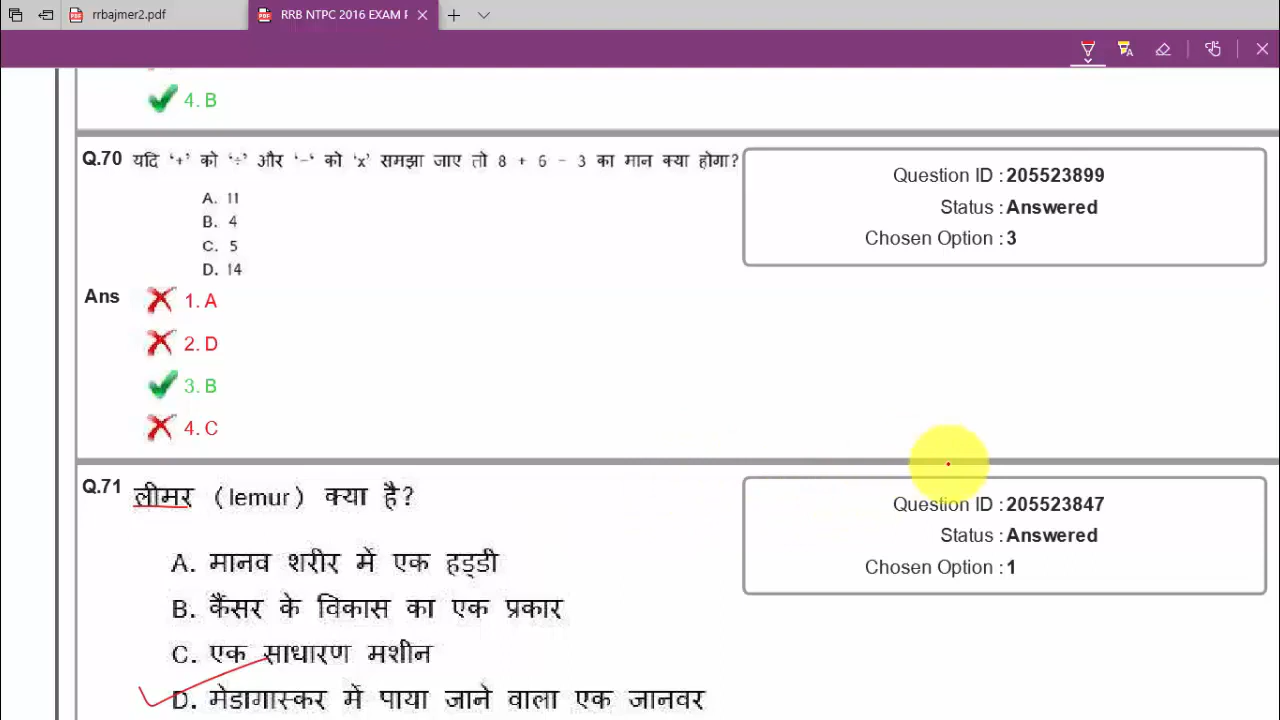 rrbajmer2.pdf
RRB NTPC 2016 EXAM
4. B
Q.70 यदि ‘+’ को ‘÷’ और ‘−‘ को ‘x’ समझा जाए तो 8 + 6 − 3 का मान क्या होगा?
A. 11
B. 4
C. 5
D. 14
Question ID : 205523899
Status : Answered
Chosen Option : 3
Ans
1. A
2. D
3. B
4. C
Q.71 लीमर (lemur) क्या है?
A. मानव शरीर में एक हड्डी
B. कैंसर के विकास का एक प्रकार
C. एक साधारण मशीन
D. मेडागास्कर में पाया जाने वाला एक जानवर
Question ID : 205523847
Status : Answered
Chosen Option : 1